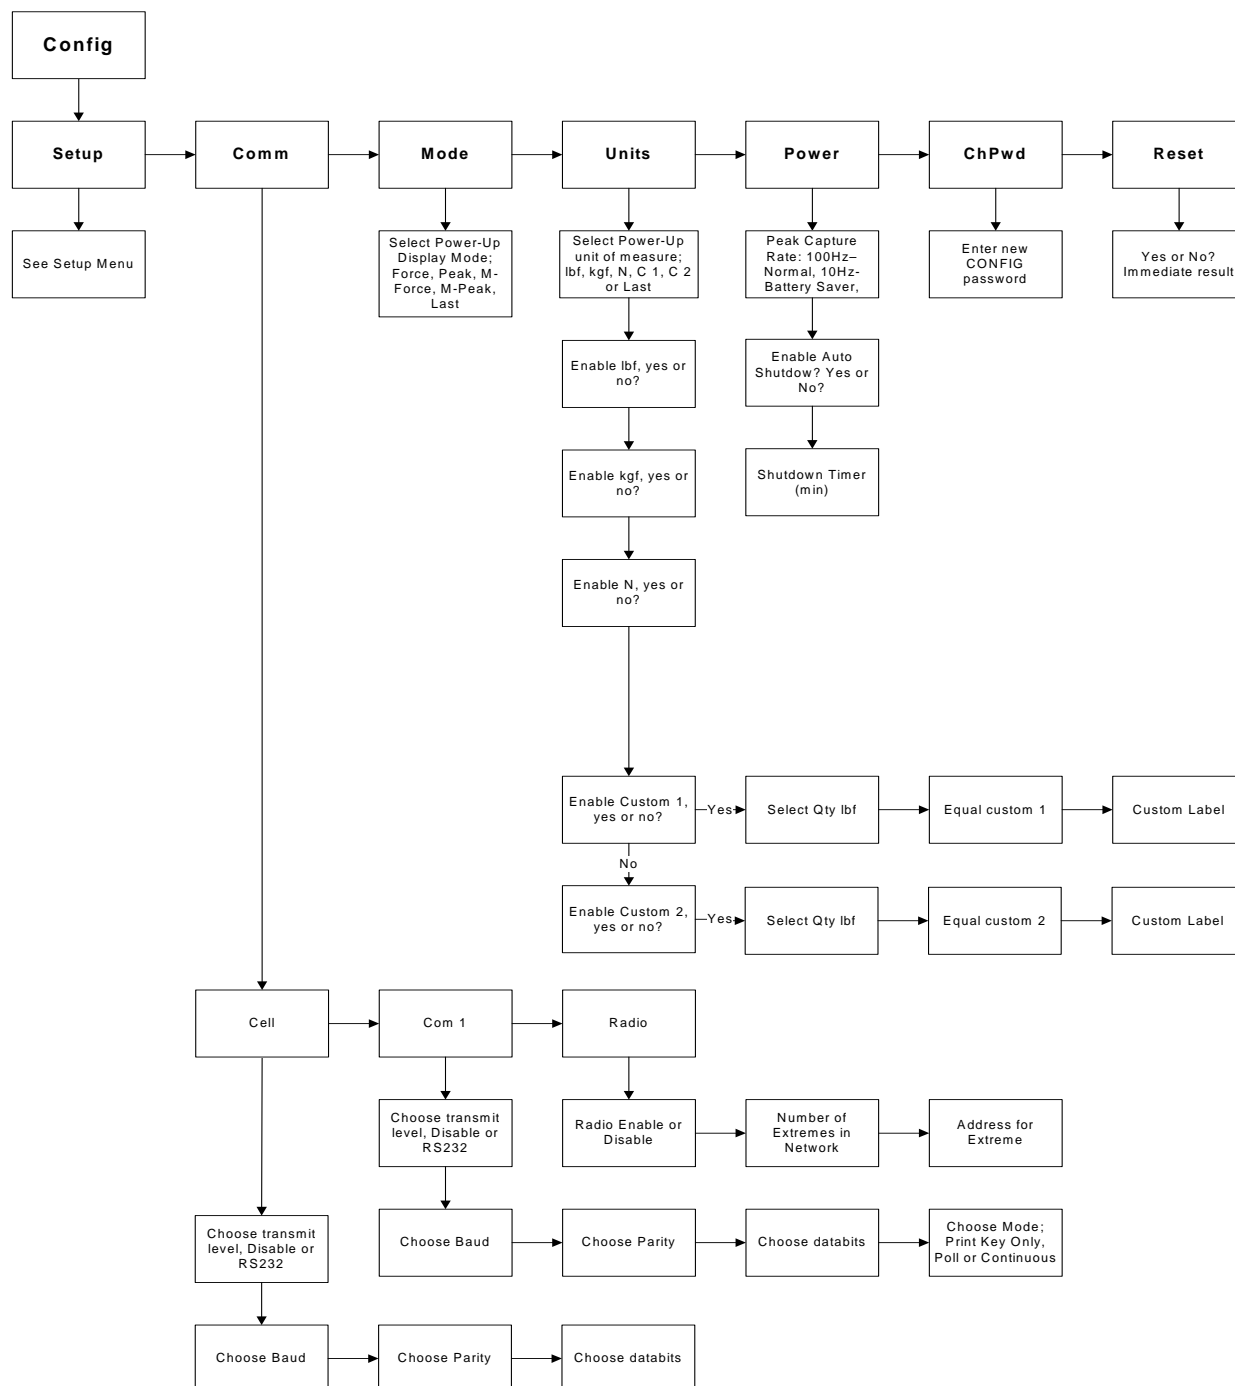 Config
Setup
Comm
Mode
Units
Power
ChPwd
Reset
See Setup Menu
Select Power-Up
Display Mode;
Force, Peak, M-
Force, M-Peak,
Last
Select Power-Up
unit of measure;
lbf, kgf, N, C 1, C 2
or Last
Peak Capture
Rate: 100Hz–
Normal, 10Hz-
Battery Saver,
Enter new
CONFIG
password
Yes or No?
Immediate result
Enable lbf, yes or
no?
Enable Auto
Shutdow? Yes or
No?
Enable kgf, yes or
no?
Shutdown Timer
(min)
Enable N, yes or
no?
Enable Custom 1,
yes or no?
Yes
Select Qty lbf
Equal custom 1
Custom Label
No
Enable Custom 2,
yes or no?
Yes
Select Qty lbf
Equal custom 2
Custom Label
Cell
Com 1
Radio
Choose transmit
level, Disable or
RS232
Radio Enable or
Disable
Number of
Extremes in
Network
Address for
Extreme
Choose transmit
level, Disable or
RS232
Choose Baud
Choose Parity
Choose databits
Choose Mode;
Print Key Only,
Poll or Continuous
Choose Baud
Choose Parity
Choose databits